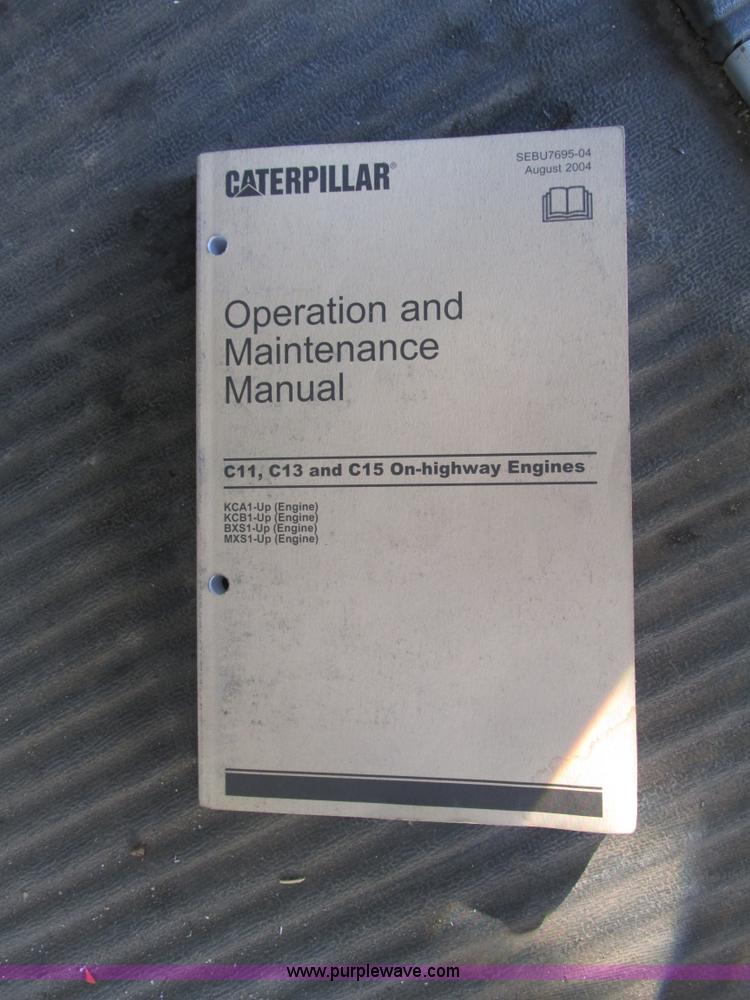 CATERPILLAR®
SEBU7695-04
August 2004
Operation and
Maintenance
Manual
C11, C13 and C15 On-highway Engines
KCA1-Up (Engine)
KCB1-Up (Engine)
BXS1-Up (Engine)
MXS1-Up (Engine)
www.purplewave.com